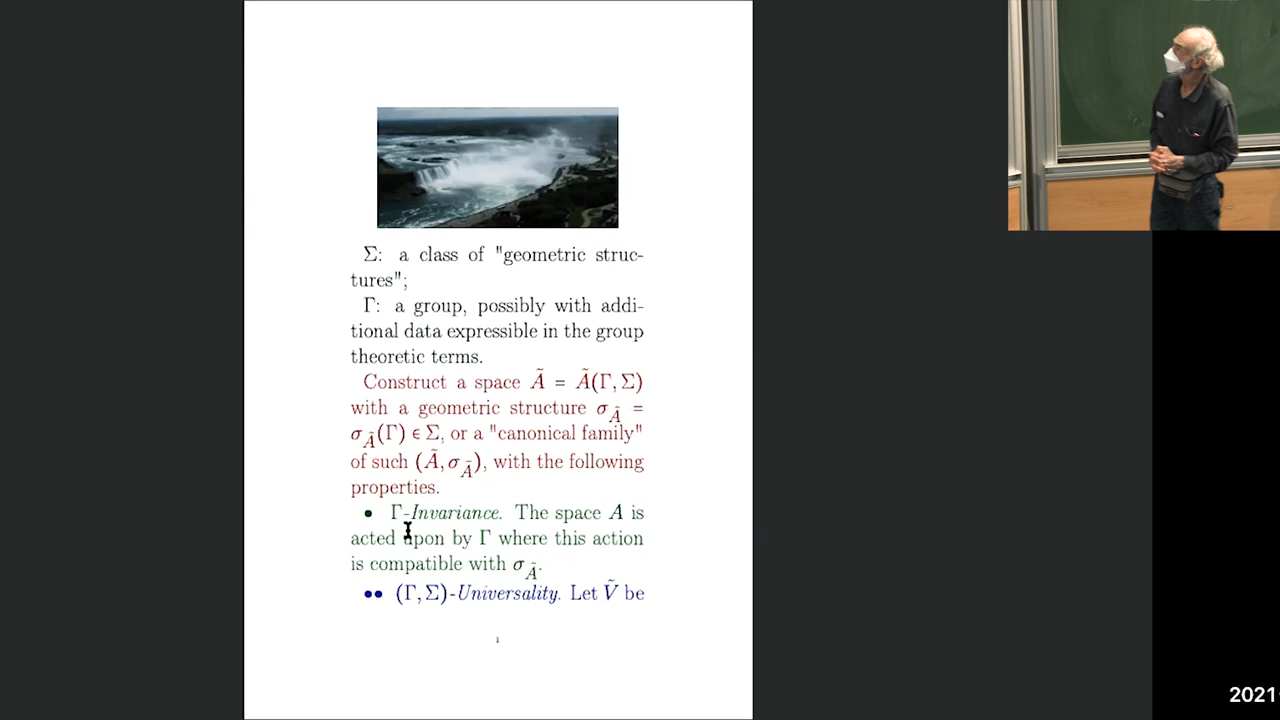 Σ: a class of "geometric struc-
tures";
Γ: a group, possibly with addi-
tional data expressible in the group
theoretic terms.
Construct a space Ã = Ã(Γ, Σ)
with a geometric structure σ_Ã =
σ_Ã(Γ) ∈ Σ, or a "canonical family"
of such (Ã, σ_Ã), with the following
properties.
• Γ-Invariance. The space A is
acted upon by Γ where this action
is compatible with σ_Ã.
•• (Γ, Σ)-Universality. Let Ṽ be
1
2021